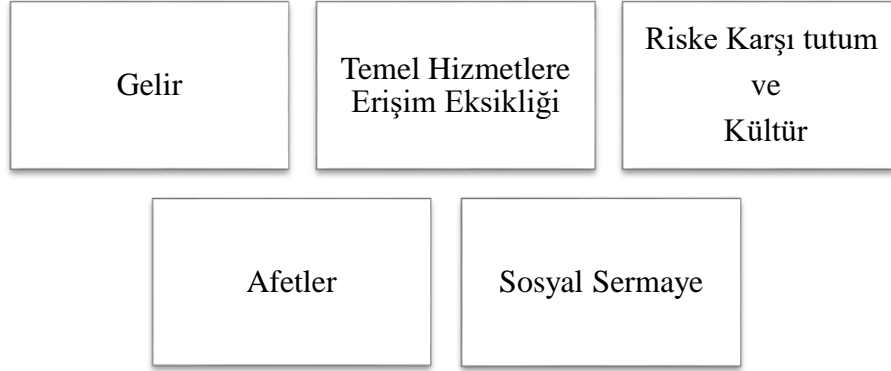 Gelir
Temel Hizmetlere
Erişim Eksikliği
Riske Karşı tutum
ve
Kültür
Afetler
Sosyal Sermaye